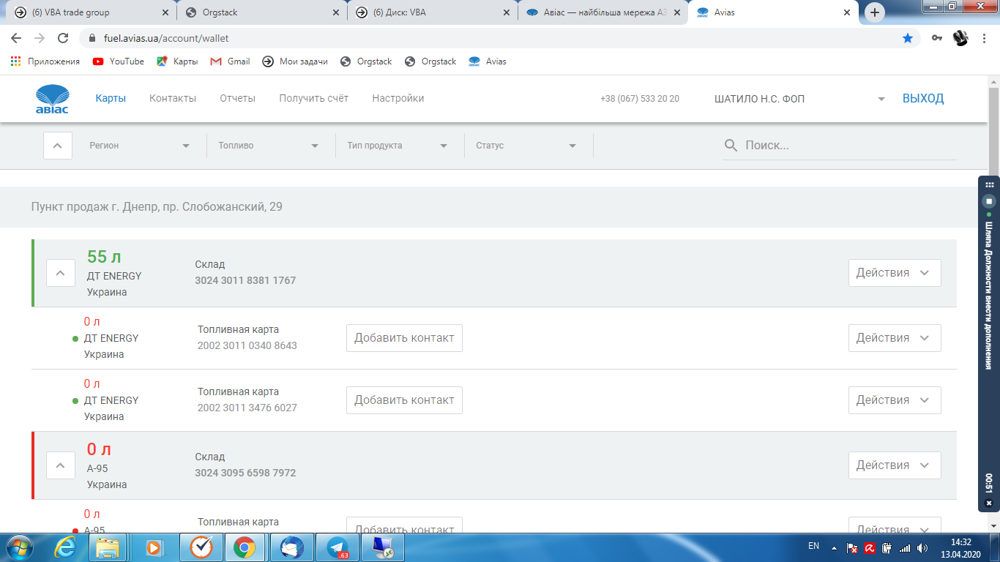 (6) VBA trade group
Orgstack
(6) Диск: VBA
Авіас — найбільша мережа АЗ
Avias
fuel.avias.ua/account/wallet
Приложения
YouTube
Карты
Gmail
Мои задачи
Orgstack
Orgstack
Avias
авіас
Карты
Контакты
Отчеты
Получить счёт
Настройки
+38 (067) 533 20 20
ШАТИЛО Н.С. ФОП
ВЫХОД
Регион
Топливо
Тип продукта
Статус
Поиск...
Пункт продаж г. Днепр, пр. Слобожанский, 29
55 л
ДТ ENERGY
Украина
Склад
3024 3011 8381 1767
Действия
0 л
ДТ ENERGY
Украина
Топливная карта
2002 3011 0340 8643
Добавить контакт
Действия
0 л
ДТ ENERGY
Украина
Топливная карта
2002 3011 3476 6027
Добавить контакт
Действия
0 л
А-95
Украина
Склад
3024 3095 6598 7972
Действия
0 л
А-95
Топливная карта
Добавить контакт
Действия
Шляпа Должности внести дополнения
00:51
.63
EN
14:32
13.04.2020